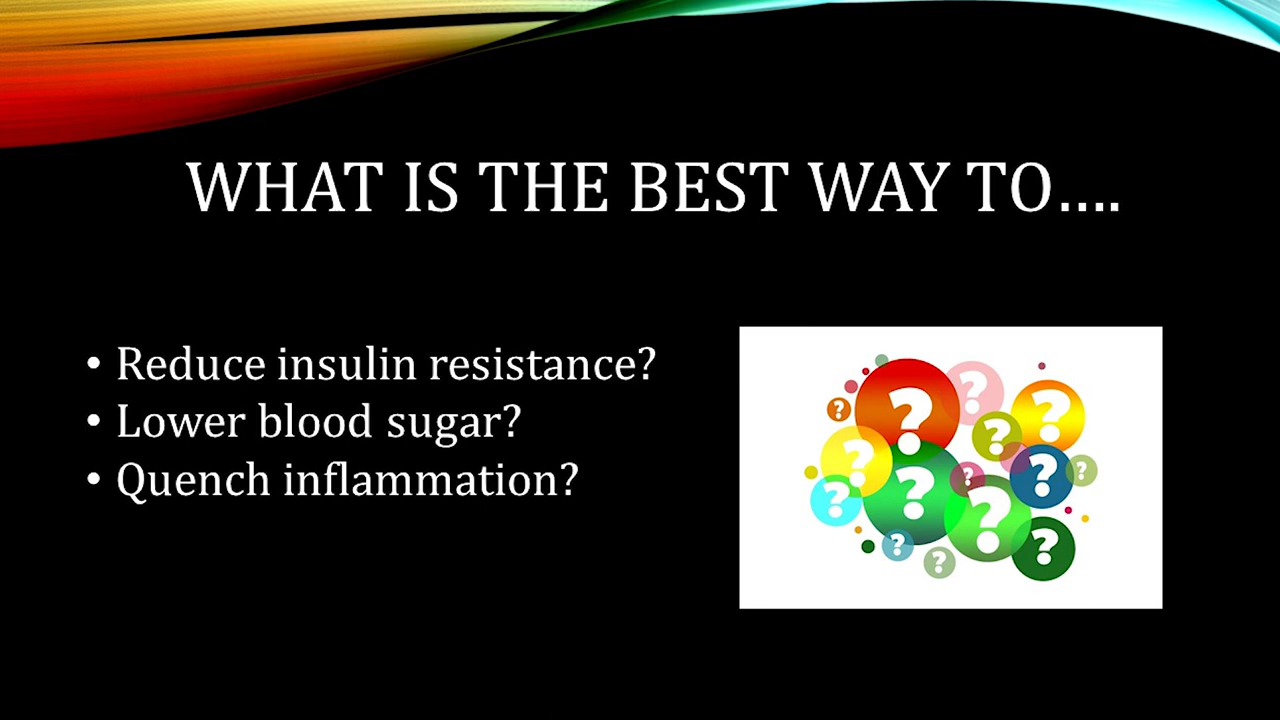 WHAT IS THE BEST WAY TO....
• Reduce insulin resistance?
• Lower blood sugar?
• Quench inflammation?
? ? ? ? ? ? ? ? ? ? ? ? ? ? ?